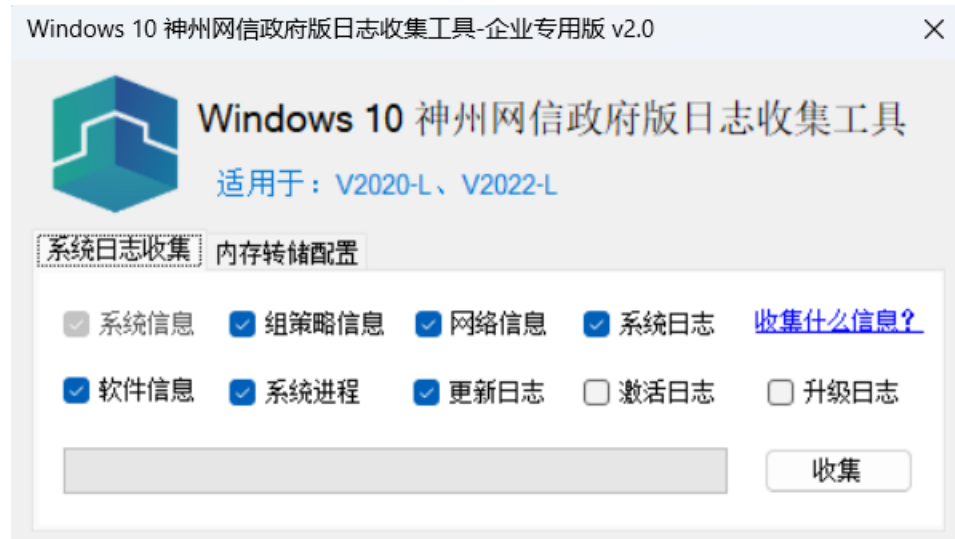 Windows 10 神州网信政府版日志收集工具-企业专用版 v2.0
Windows 10 神州网信政府版日志收集工具
适用于：V2020-L、V2022-L
系统日志收集 内存转储配置
系统信息 组策略信息 网络信息 系统日志 收集什么信息？
软件信息 系统进程 更新日志 激活日志 升级日志
收集